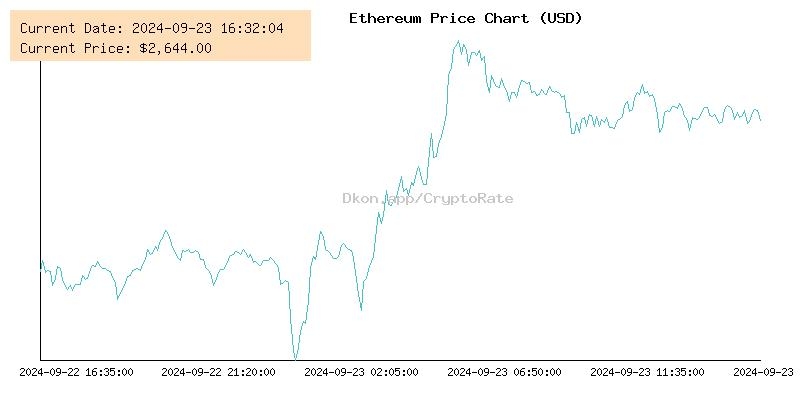 Ethereum Price Chart (USD)
Current Date: 2024-09-23 16:32:04
Current Price: $2,644.00
Dkon.app/CryptoRate
2024-09-22 16:35:00 2024-09-22 21:20:00 2024-09-23 02:05:00 2024-09-23 06:50:00 2024-09-23 11:35:00 2024-09-23